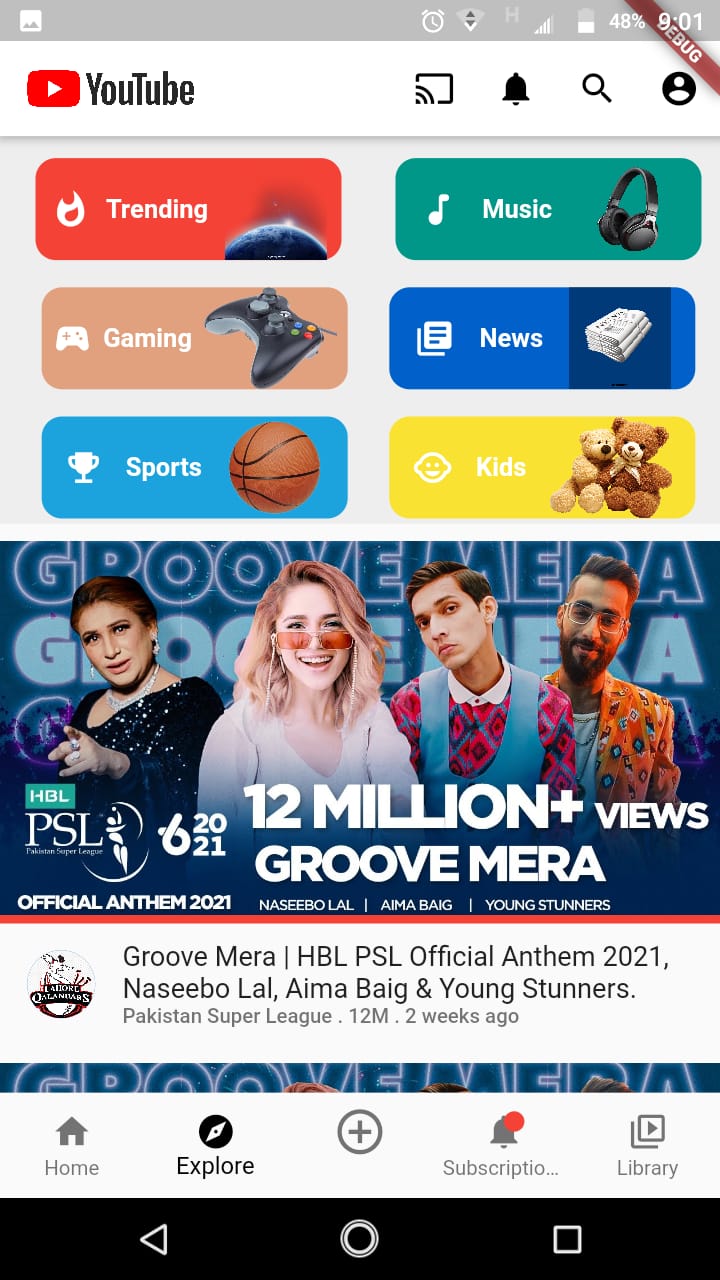 H 48% 9:01
DEBUG
YouTube
Trending
Music
Gaming
News
Sports
Kids
GROOVE MERA
GROOVE MERA
HBL
PSL
Pakistan Super League
6 2021
12 MILLION+ VIEWS
GROOVE MERA
OFFICIAL ANTHEM 2021
NASEEBO LAL | AIMA BAIG | YOUNG STUNNERS
LAHORE
QALANDARS
Groove Mera | HBL PSL Official Anthem 2021,
Naseebo Lal, Aima Baig & Young Stunners.
Pakistan Super League . 12M . 2 weeks ago
GROOVE MERA
Home
Explore
Subscriptio…
Library